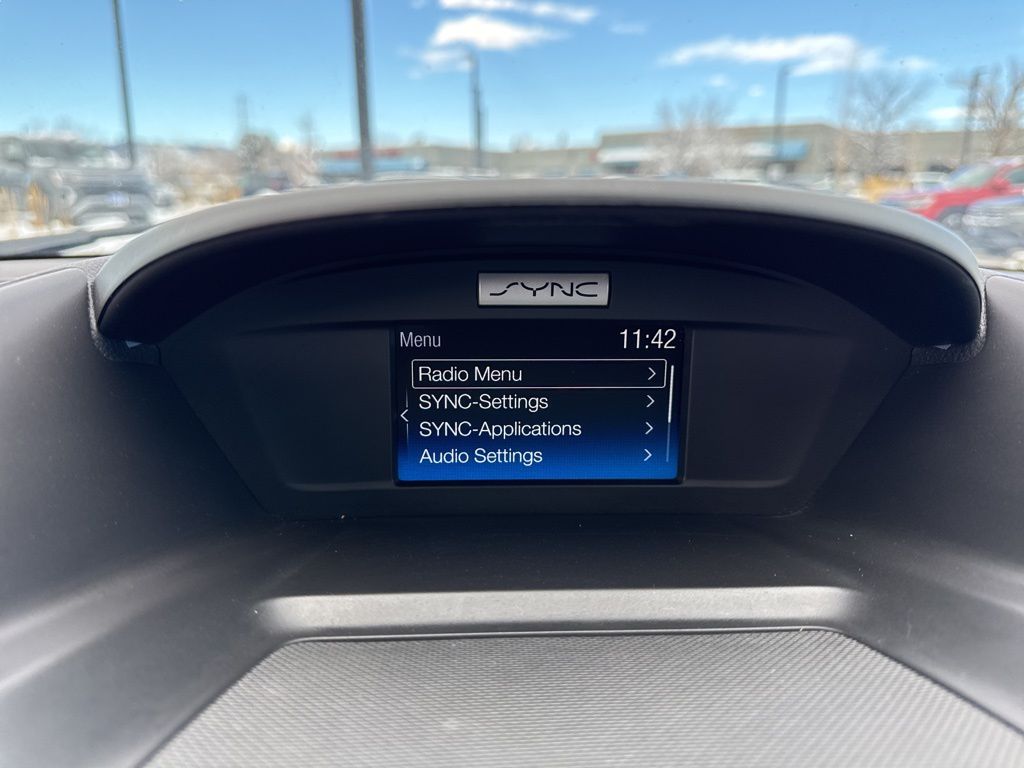 SYNC
Menu 11:42
Radio Menu >
SYNC-Settings >
SYNC-Applications >
Audio Settings >